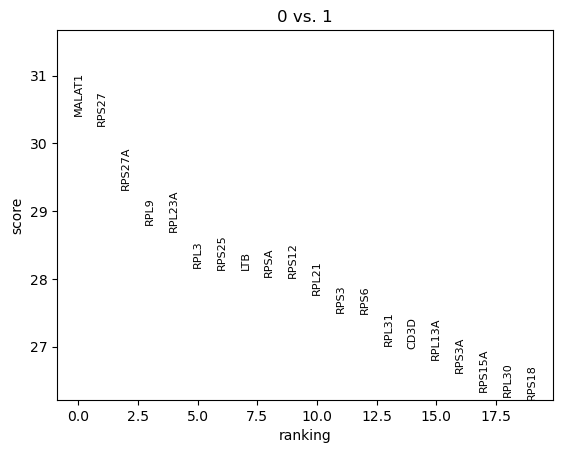 0 vs. 1
31
30
29
28
27
score
MALAT1
RPS27
RPS27A
RPL9
RPL23A
RPL3
RPS25
LTB
RPSA
RPS12
RPL21
RPS3
RPS6
RPL31
CD3D
RPL13A
RPS3A
RPS15A
RPL30
RPS18
0.0 2.5 5.0 7.5 10.0 12.5 15.0 17.5
ranking